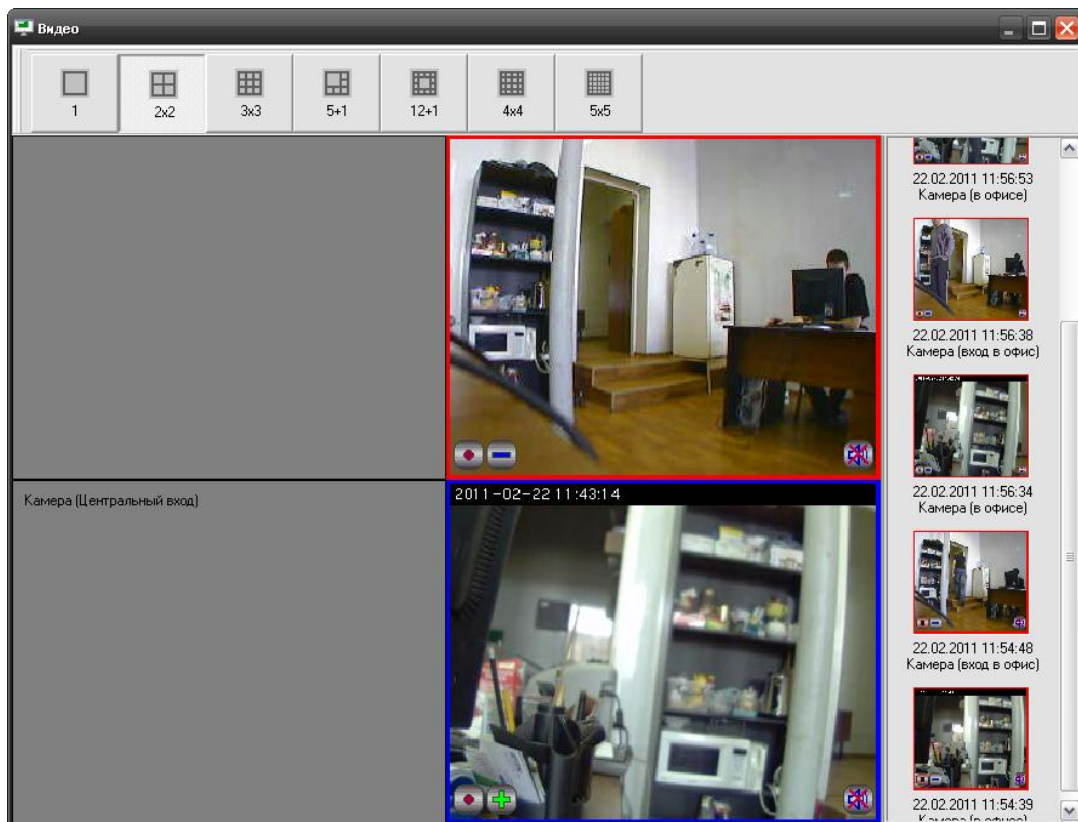 Видео
1
2x2
3x3
5+1
12+1
4x4
5x5
22.02.2011 11:56:53
Камера (в офисе)
22.02.2011 11:56:38
Камера (вход в офис)
22.02.2011 11:56:34
Камера (в офисе)
22.02.2011 11:54:48
Камера (вход в офис)
22.02.2011 11:54:39
Камера (в офисе)
Камера (Центральный вход)
2011-02-22 11:43:14